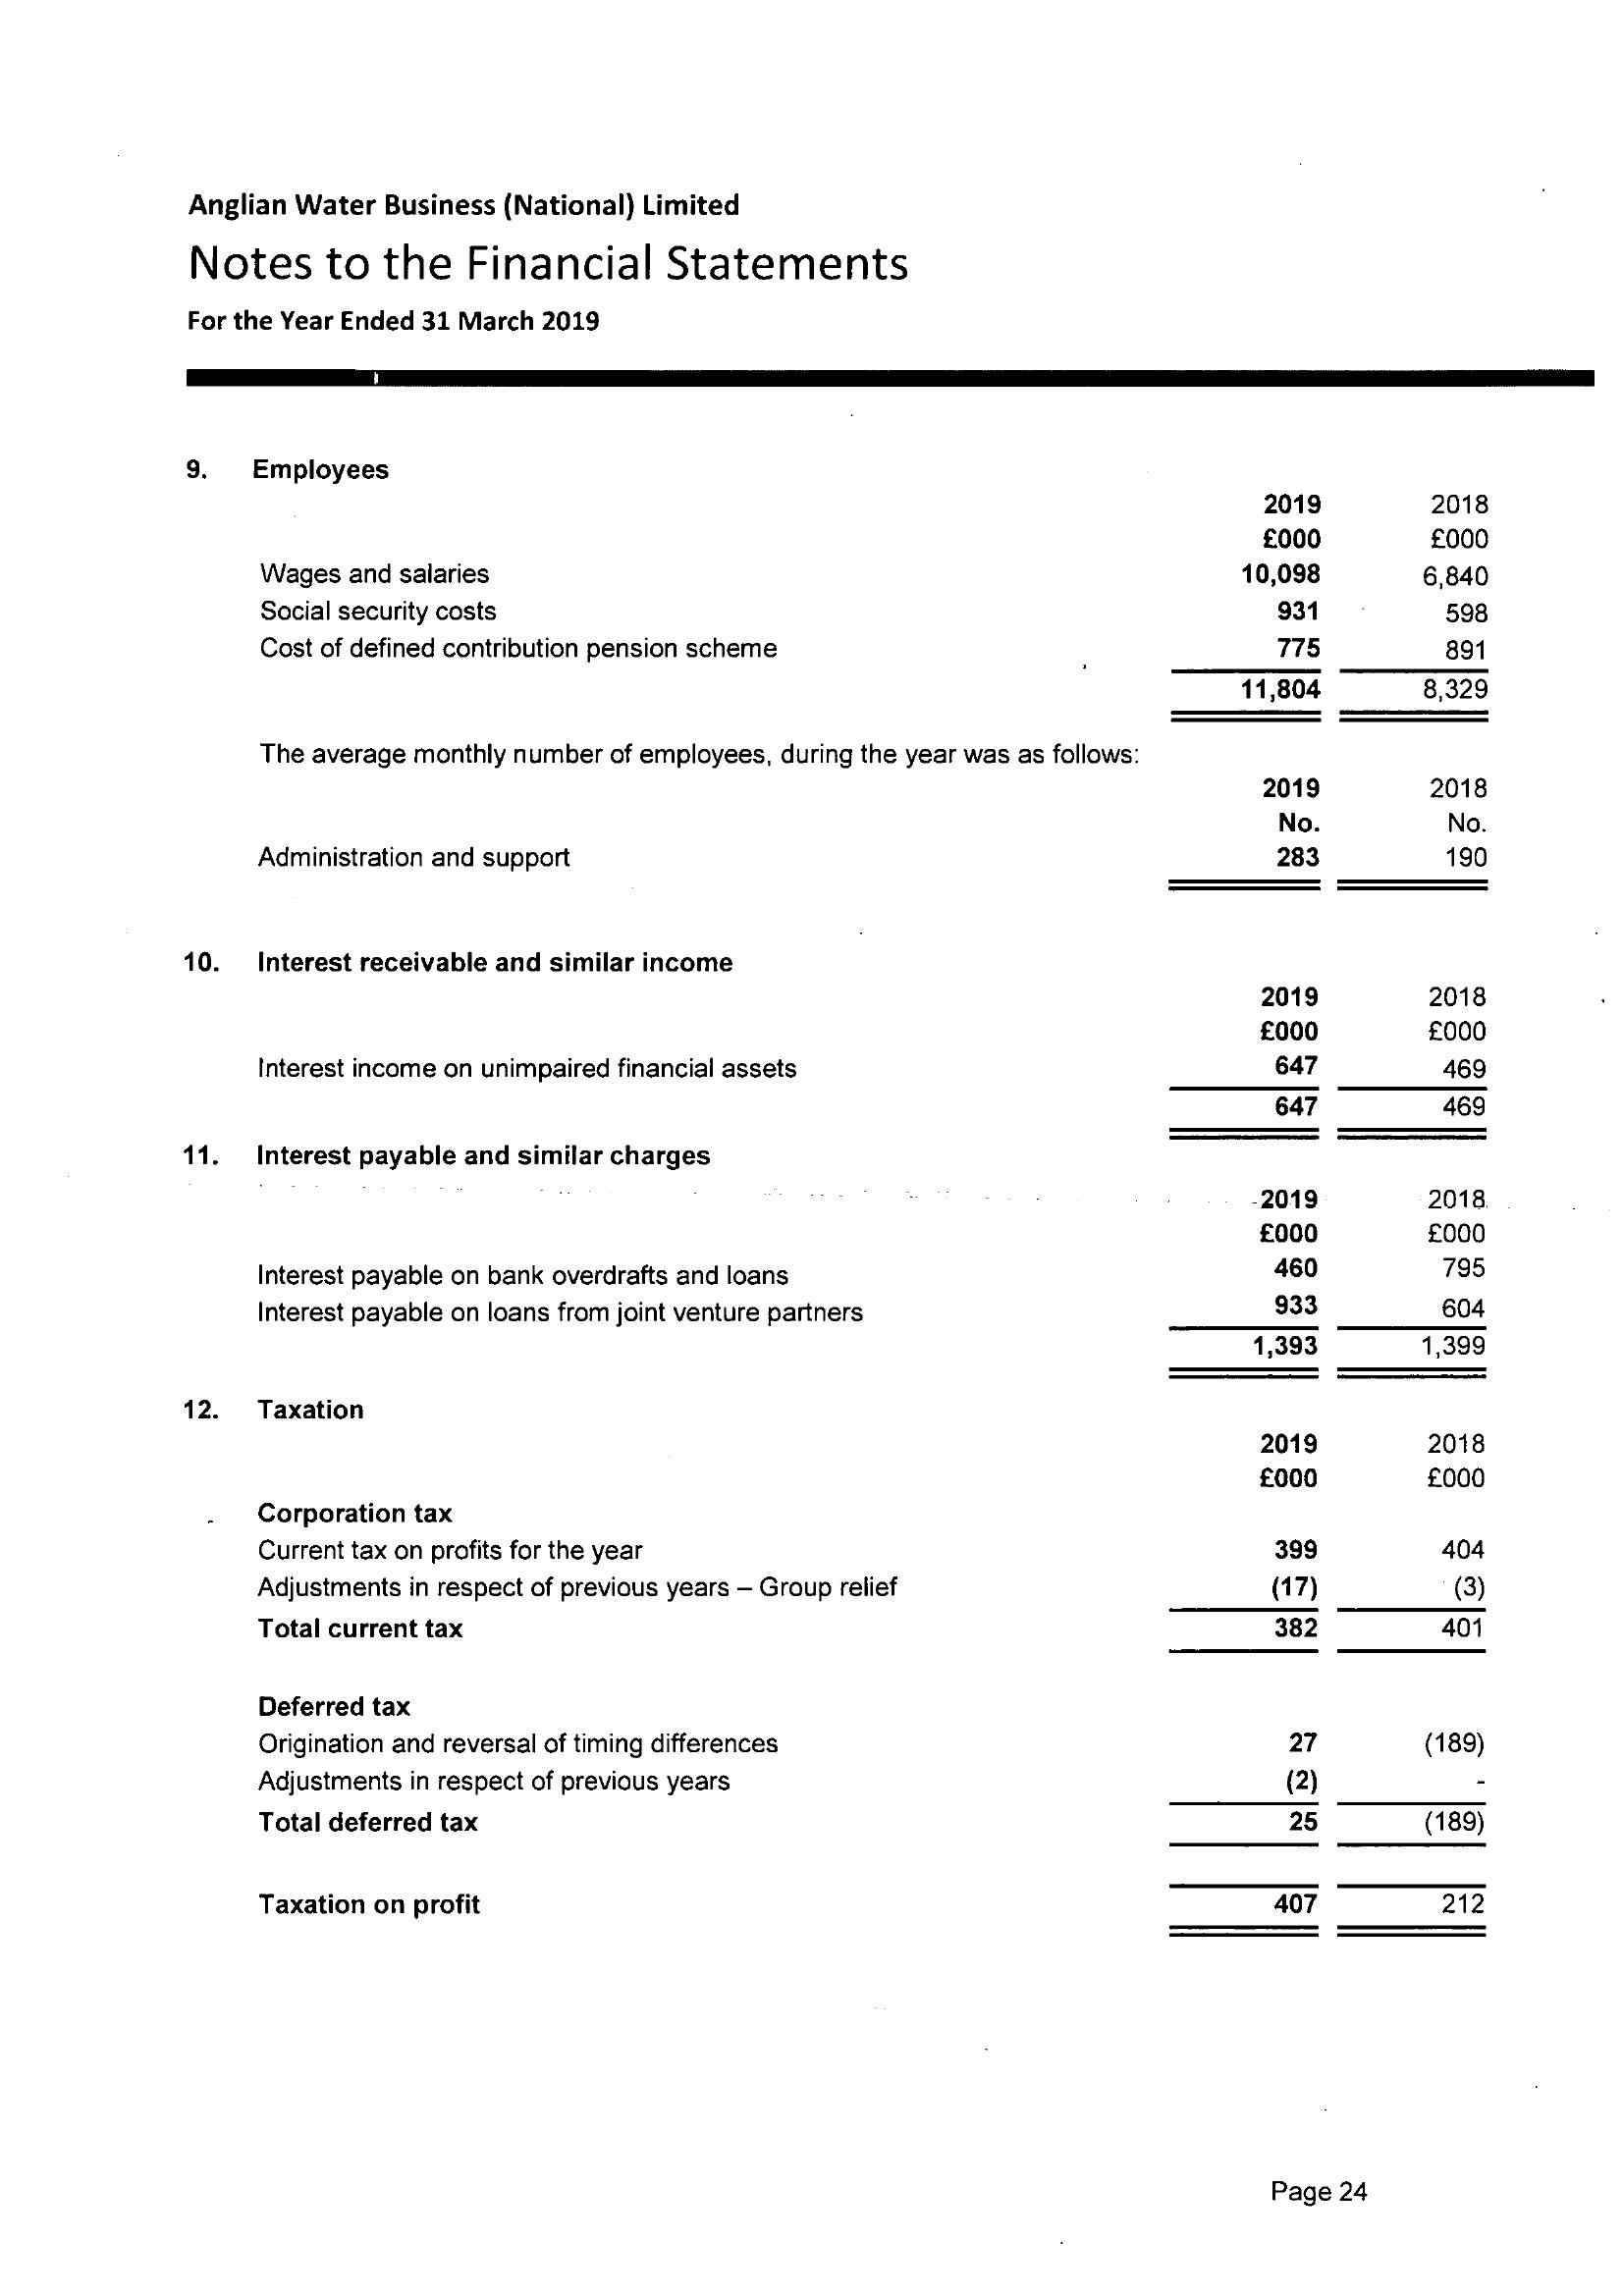 Anglian Water Business (National) Limited
Notes to the Financial Statements
For the Year Ended 31 March 2019
9. Employees
2019 2018
£000 £000
Wages and salaries 10,098 6,840
Social security costs 931 598
Cost of defined contribution pension scheme 775 891
11,804 8,329
The average monthly number of employees, during the year was as follows:
2019 2018
No. No.
Administration and support 283 190
10. Interest receivable and similar income
2019 2018
£000 £000
Interest income on unimpaired financial assets 647 469
647 469
11. Interest payable and similar charges
2019 2018
£000 £000
Interest payable on bank overdrafts and loans 460 795
Interest payable on loans from joint venture partners 933 604
1,393 1,399
12. Taxation
2019 2018
£000 £000
Corporation tax
Current tax on profits for the year 399 404
Adjustments in respect of previous years – Group relief (17) (3)
Total current tax 382 401
Deferred tax
Origination and reversal of timing differences 27 (189)
Adjustments in respect of previous years (2) -
Total deferred tax 25 (189)
Taxation on profit 407 212
Page 24